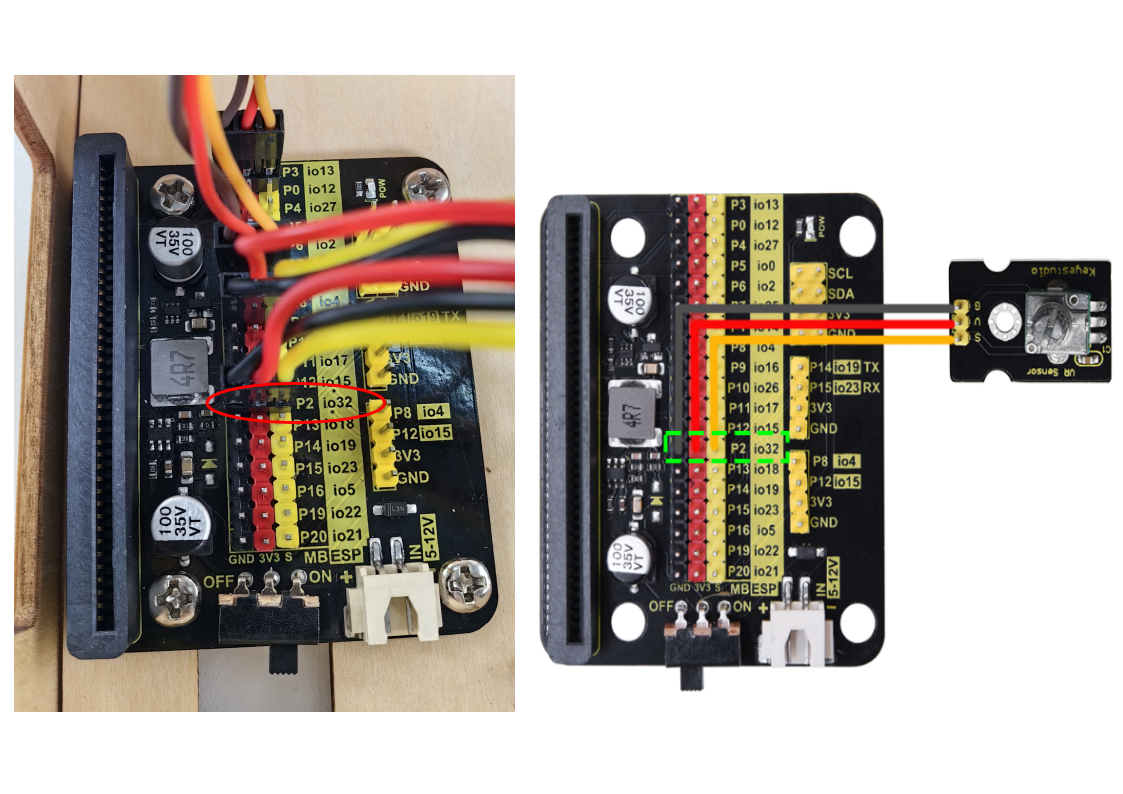 P3 io13
P0 io12
P4 io27
io2
POW
100
35V
VT
GND
io4
io19 TX
io17
3V3
4R7
P12 io15
GND
P2 io32
P13 io18
P8 io4
P14 io19
P12 io15
P15 io23
3V3
P16 io5
GND
P19 io22
P20 io21
100
35V
VT
GND 3V3 S MB ESP
IN
5-12V
OFF ON +
P3 io13
P0 io12
P4 io27
P5 io0
P6 io2
POW
SCL
SDA
3V3
GND
100
35V
VT
P8 io4
P9 io16
P10 io26
P11 io17
P12 io15
P2 io32
P13 io18
P14 io19
P15 io23
P16 io5
P19 io22
P20 io21
P14 io19 TX
P15 io23 RX
3V3
GND
4R7
P8 io4
P12 io15
3V3
GND
100
35V
VT
GND 3V3 S MB ESP
IN
5-12V
OFF ON + -
Keyestudio
G
V
S
C1
VR Sensor